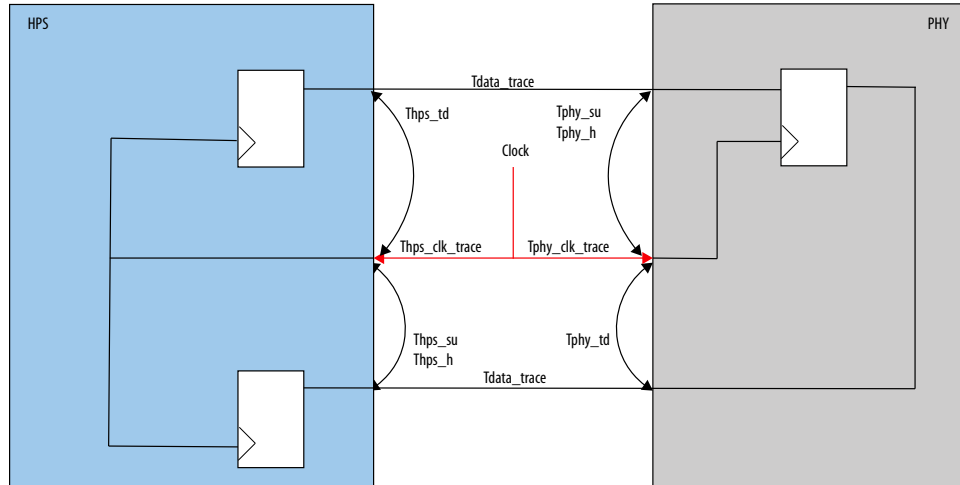 HPS
PHY
Tdata_trace
Thps_td
Tphy_su
Tphy_h
Clock
Thps_clk_trace
Tphy_clk_trace
Thps_su
Thps_h
Tphy_td
Tdata_trace